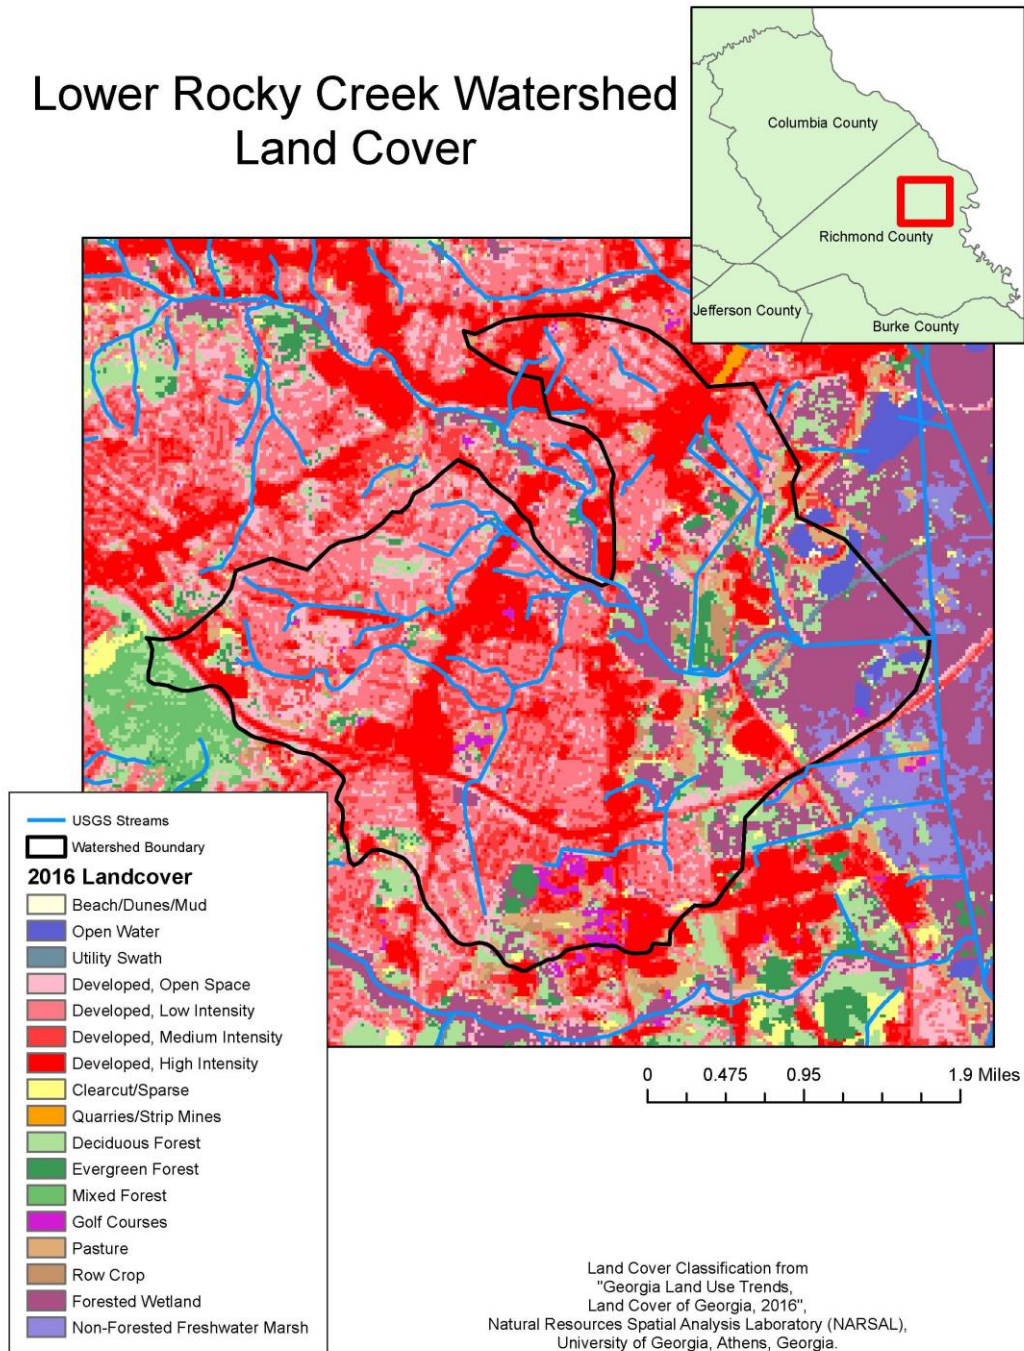 Lower Rocky Creek Watershed
Land Cover
Columbia County
Richmond County
Jefferson County
Burke County
USGS Streams
Watershed Boundary
2016 Landcover
Beach/Dunes/Mud
Open Water
Utility Swath
Developed, Open Space
Developed, Low Intensity
Developed, Medium Intensity
Developed, High Intensity
Clearcut/Sparse
Quarries/Strip Mines
Deciduous Forest
Evergreen Forest
Mixed Forest
Golf Courses
Pasture
Row Crop
Forested Wetland
Non-Forested Freshwater Marsh
0 0.475 0.95 1.9 Miles
Land Cover Classification from
"Georgia Land Use Trends,
Land Cover of Georgia, 2016",
Natural Resources Spatial Analysis Laboratory (NARSAL),
University of Georgia, Athens, Georgia.